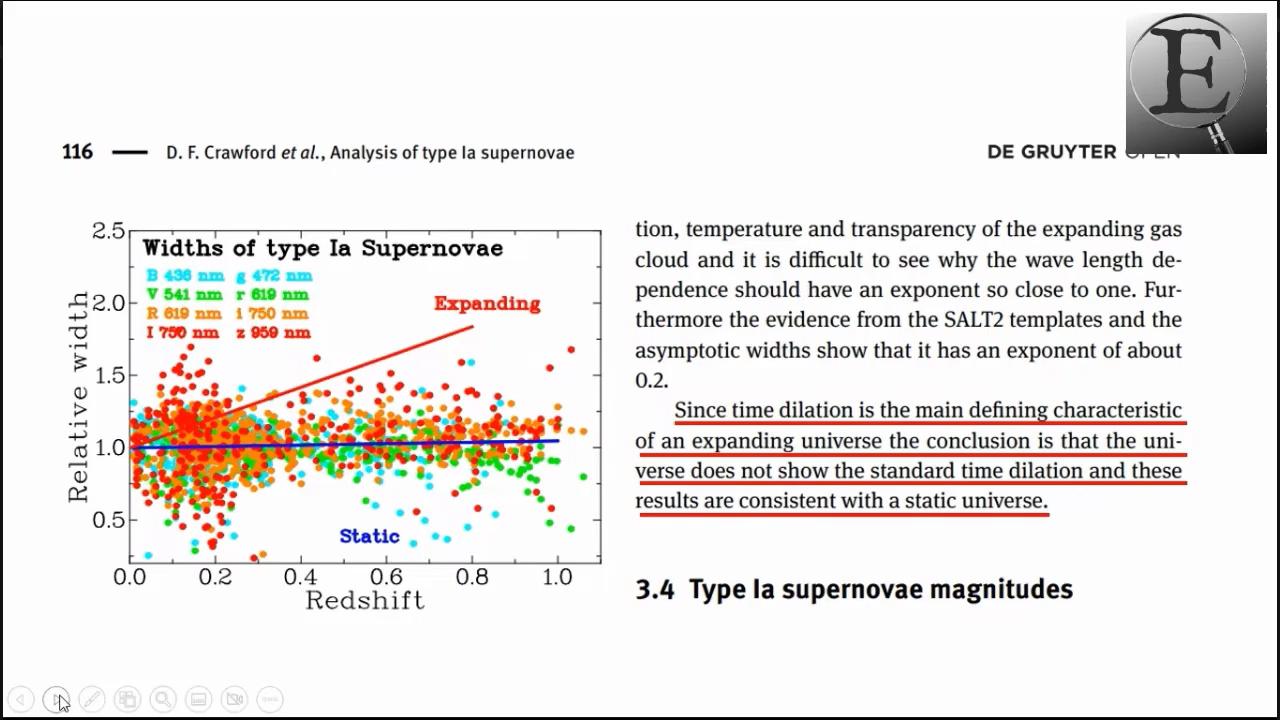 E
116 — D. F. Crawford et al., Analysis of type Ia supernovae
DE GRUYTER OPEN
2.5
2.0
1.5
1.0
0.5
Relative width
Widths of type Ia Supernovae
B 436 nm g 472 nm
V 541 nm r 619 nm
R 619 nm i 750 nm
I 750 nm z 959 nm
Expanding
Static
0.0 0.2 0.4 0.6 0.8 1.0
Redshift
tion, temperature and transparency of the expanding gas
cloud and it is difficult to see why the wave length de-
pendence should have an exponent so close to one. Fur-
thermore the evidence from the SALT2 templates and the
asymptotic widths show that it has an exponent of about
0.2.
Since time dilation is the main defining characteristic
of an expanding universe the conclusion is that the uni-
verse does not show the standard time dilation and these
results are consistent with a static universe.
3.4 Type Ia supernovae magnitudes